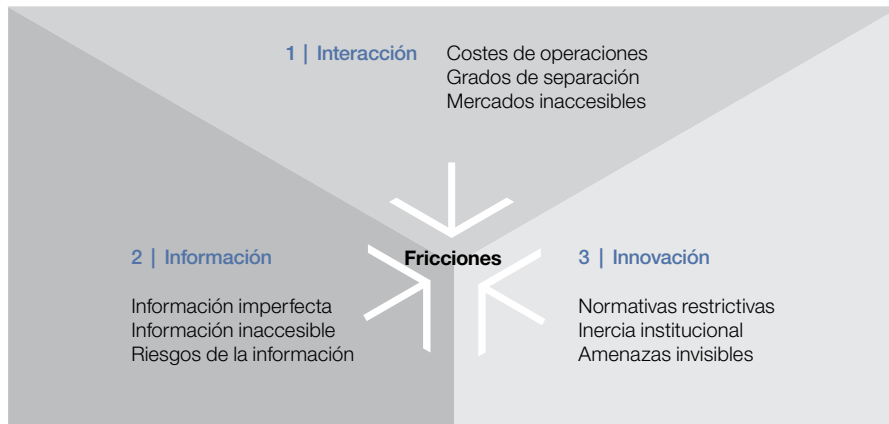 1 | Interacción
Costes de operaciones
Grados de separación
Mercados inaccesibles
Fricciones
2 | Información
Información imperfecta
Información inaccesible
Riesgos de la información
3 | Innovación
Normativas restrictivas
Inercia institucional
Amenazas invisibles